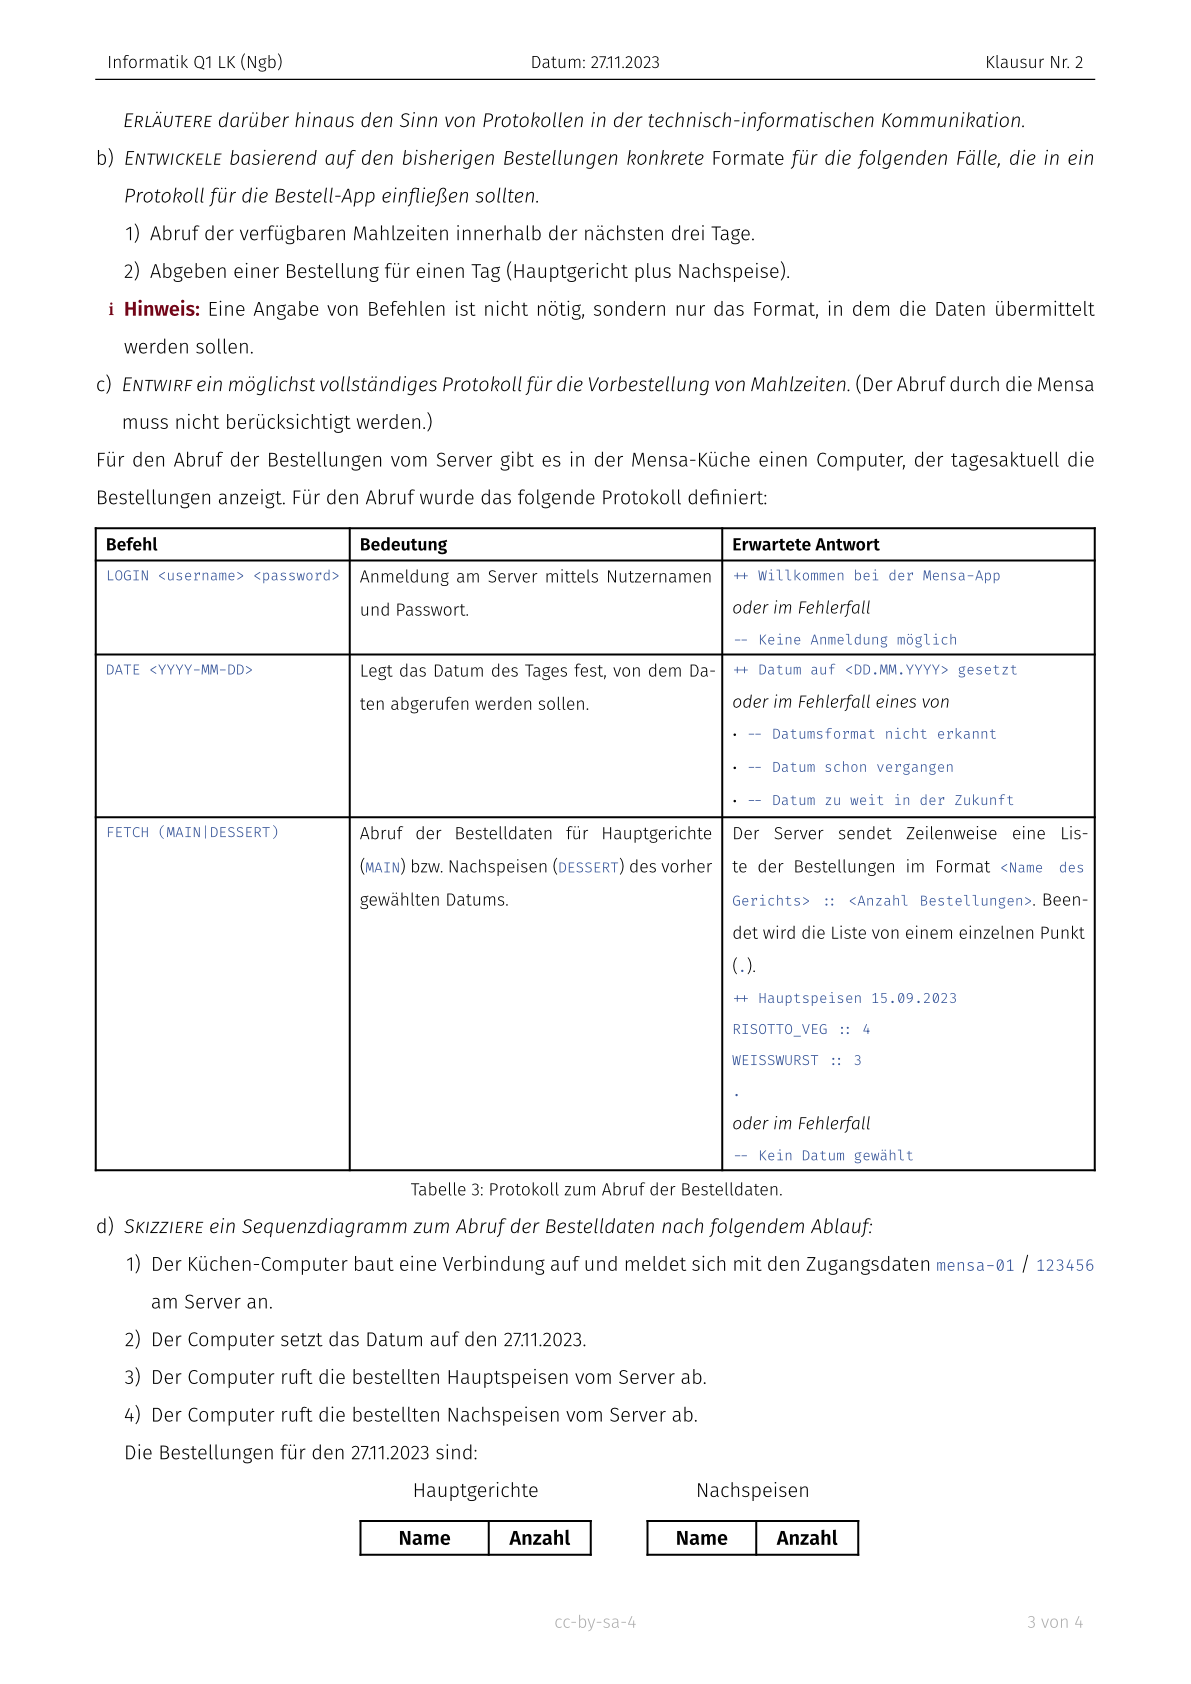 Informatik Q1 LK (Ngb) Datum: 27.11.2023 Klausur Nr. 2
Erläutere darüber hinaus den Sinn von Protokollen in der technisch-informatischen Kommunikation.
b) Entwickele basierend auf den bisherigen Bestellungen konkrete Formate für die folgenden Fälle, die in ein
Protokoll für die Bestell-App einfließen sollten.
1) Abruf der verfügbaren Mahlzeiten innerhalb der nächsten drei Tage.
2) Abgeben einer Bestellung für einen Tag (Hauptgericht plus Nachspeise).
i Hinweis: Eine Angabe von Befehlen ist nicht nötig, sondern nur das Format, in dem die Daten übermittelt
werden sollen.
c) Entwirf ein möglichst vollständiges Protokoll für die Vorbestellung von Mahlzeiten. (Der Abruf durch die Mensa
muss nicht berücksichtigt werden.)
Für den Abruf der Bestellungen vom Server gibt es in der Mensa-Küche einen Computer, der tagesaktuell die
Bestellungen anzeigt. Für den Abruf wurde das folgende Protokoll definiert:
Befehl Bedeutung Erwartete Antwort
LOGIN <username> <password> Anmeldung am Server mittels Nutzernamen ++ Willkommen bei der Mensa-App
und Passwort. oder im Fehlerfall
-- Keine Anmeldung möglich
DATE <YYYY-MM-DD> Legt das Datum des Tages fest, von dem Da- ++ Datum auf <DD.MM.YYYY> gesetzt
ten abgerufen werden sollen. oder im Fehlerfall eines von
• -- Datumsformat nicht erkannt
• -- Datum schon vergangen
• -- Datum zu weit in der Zukunft
FETCH (MAIN|DESSERT) Abruf der Bestelldaten für Hauptgerichte Der Server sendet Zeilenweise eine Lis-
(MAIN) bzw. Nachspeisen (DESSERT) des vorher te der Bestellungen im Format <Name des
gewählten Datums. Gerichts> :: <Anzahl Bestellungen>. Been-
det wird die Liste von einem einzelnen Punkt
(.).
++ Hauptspeisen 15.09.2023
RISOTTO_VEG :: 4
WEISSWURST :: 3
.
oder im Fehlerfall
-- Kein Datum gewählt
Tabelle 3: Protokoll zum Abruf der Bestelldaten.
d) Skizziere ein Sequenzdiagramm zum Abruf der Bestelldaten nach folgendem Ablauf:
1) Der Küchen-Computer baut eine Verbindung auf und meldet sich mit den Zugangsdaten mensa-01 / 123456
am Server an.
2) Der Computer setzt das Datum auf den 27.11.2023.
3) Der Computer ruft die bestellten Hauptspeisen vom Server ab.
4) Der Computer ruft die bestellten Nachspeisen vom Server ab.
Die Bestellungen für den 27.11.2023 sind:
Hauptgerichte Nachspeisen
Name Anzahl Name Anzahl
cc-by-sa-4 3 von 4